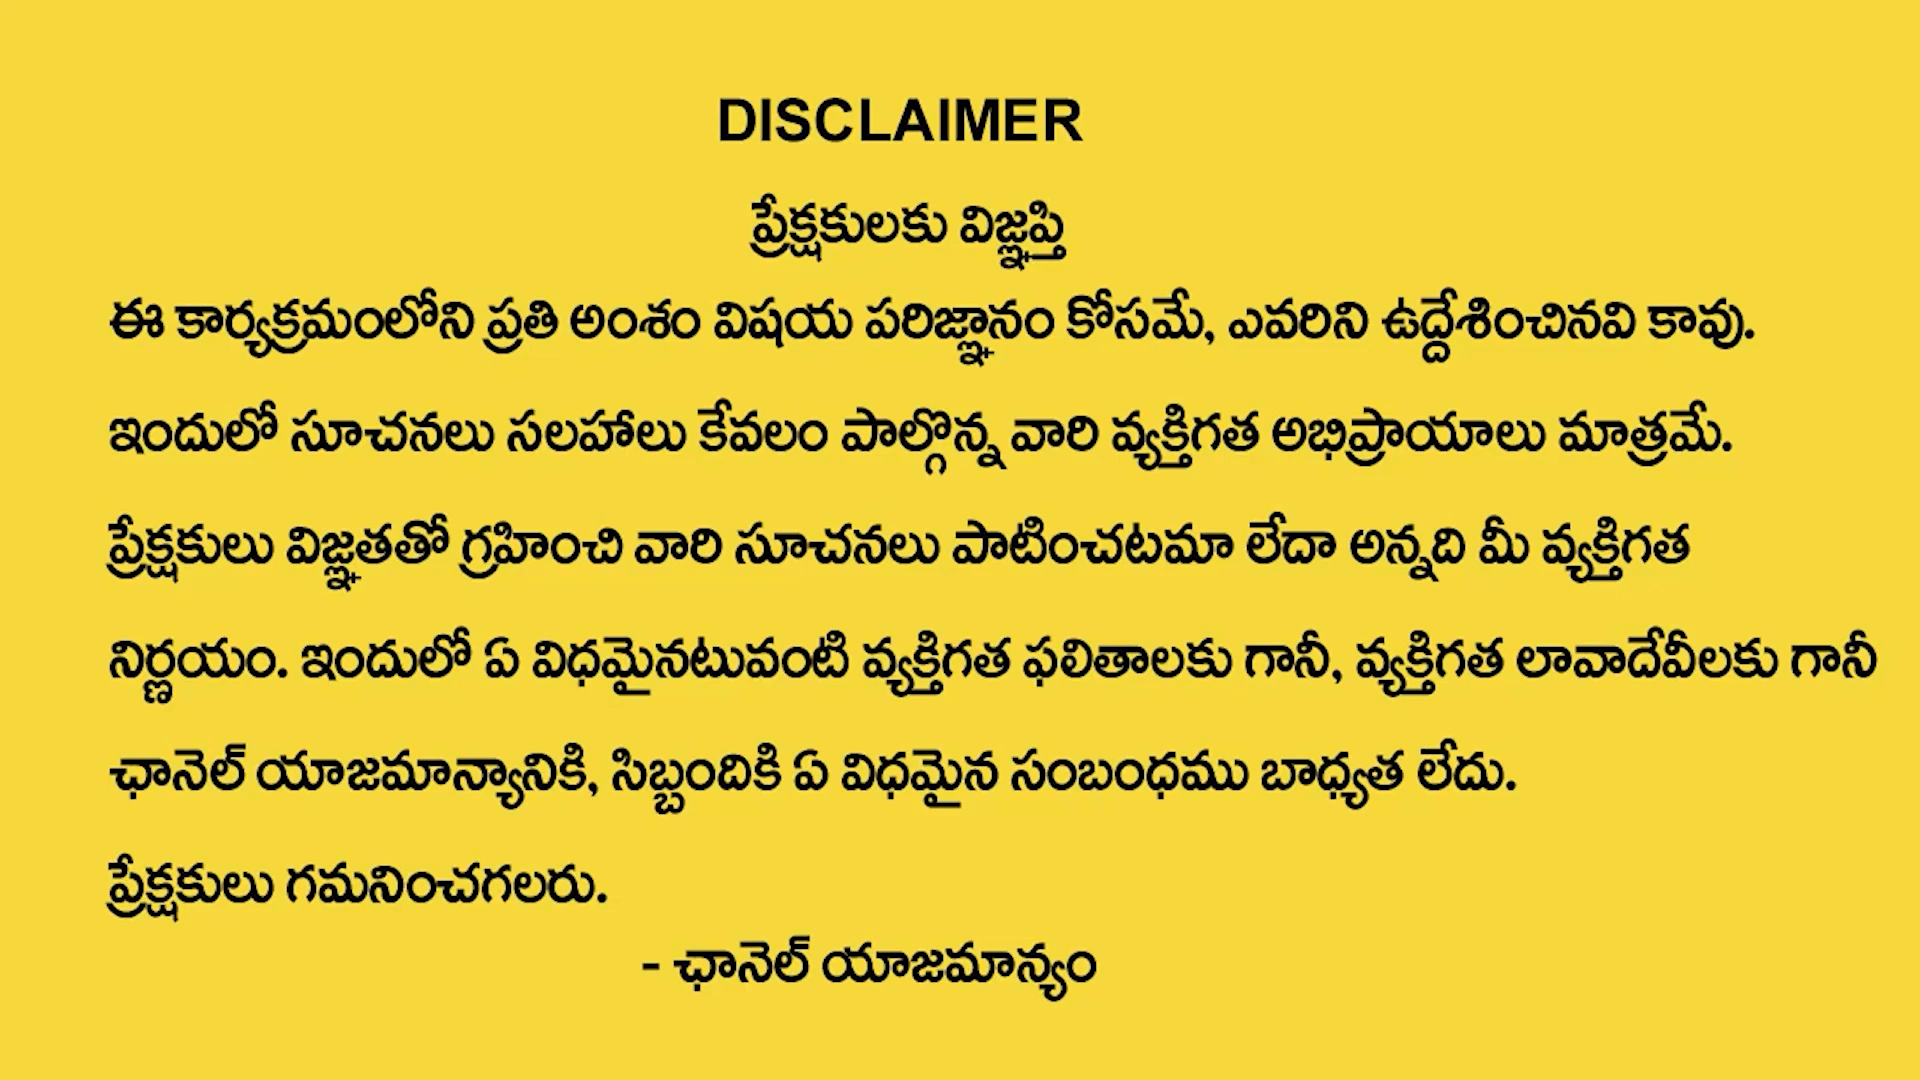 DISCLAIMER
ప్రేక్షకులకు విజ్ఞప్తి
ఈ కార్యక్రమంలోని ప్రతి అంశం విషయ పరిజ్ఞానం కోసమే, ఎవరిని ఉద్దేశించినవి కావు.
ఇందులో సూచనలు సలహాలు కేవలం పాల్గొన్న వారి వ్యక్తిగత అభిప్రాయాలు మాత్రమే.
ప్రేక్షకులు విజ్ఞతతో గ్రహించి వారి సూచనలు పాటించటమా లేదా అన్నది మీ వ్యక్తిగత
నిర్ణయం. ఇందులో ఏ విధమైనటువంటి వ్యక్తిగత ఫలితాలకు గానీ, వ్యక్తిగత లావాదేవీలకు గానీ
ఛానెల్ యాజమాన్యానికి, సిబ్బందికి ఏ విధమైన సంబంధము బాధ్యత లేదు.
ప్రేక్షకులు గమనించగలరు.
- ఛానెల్ యాజమాన్యం